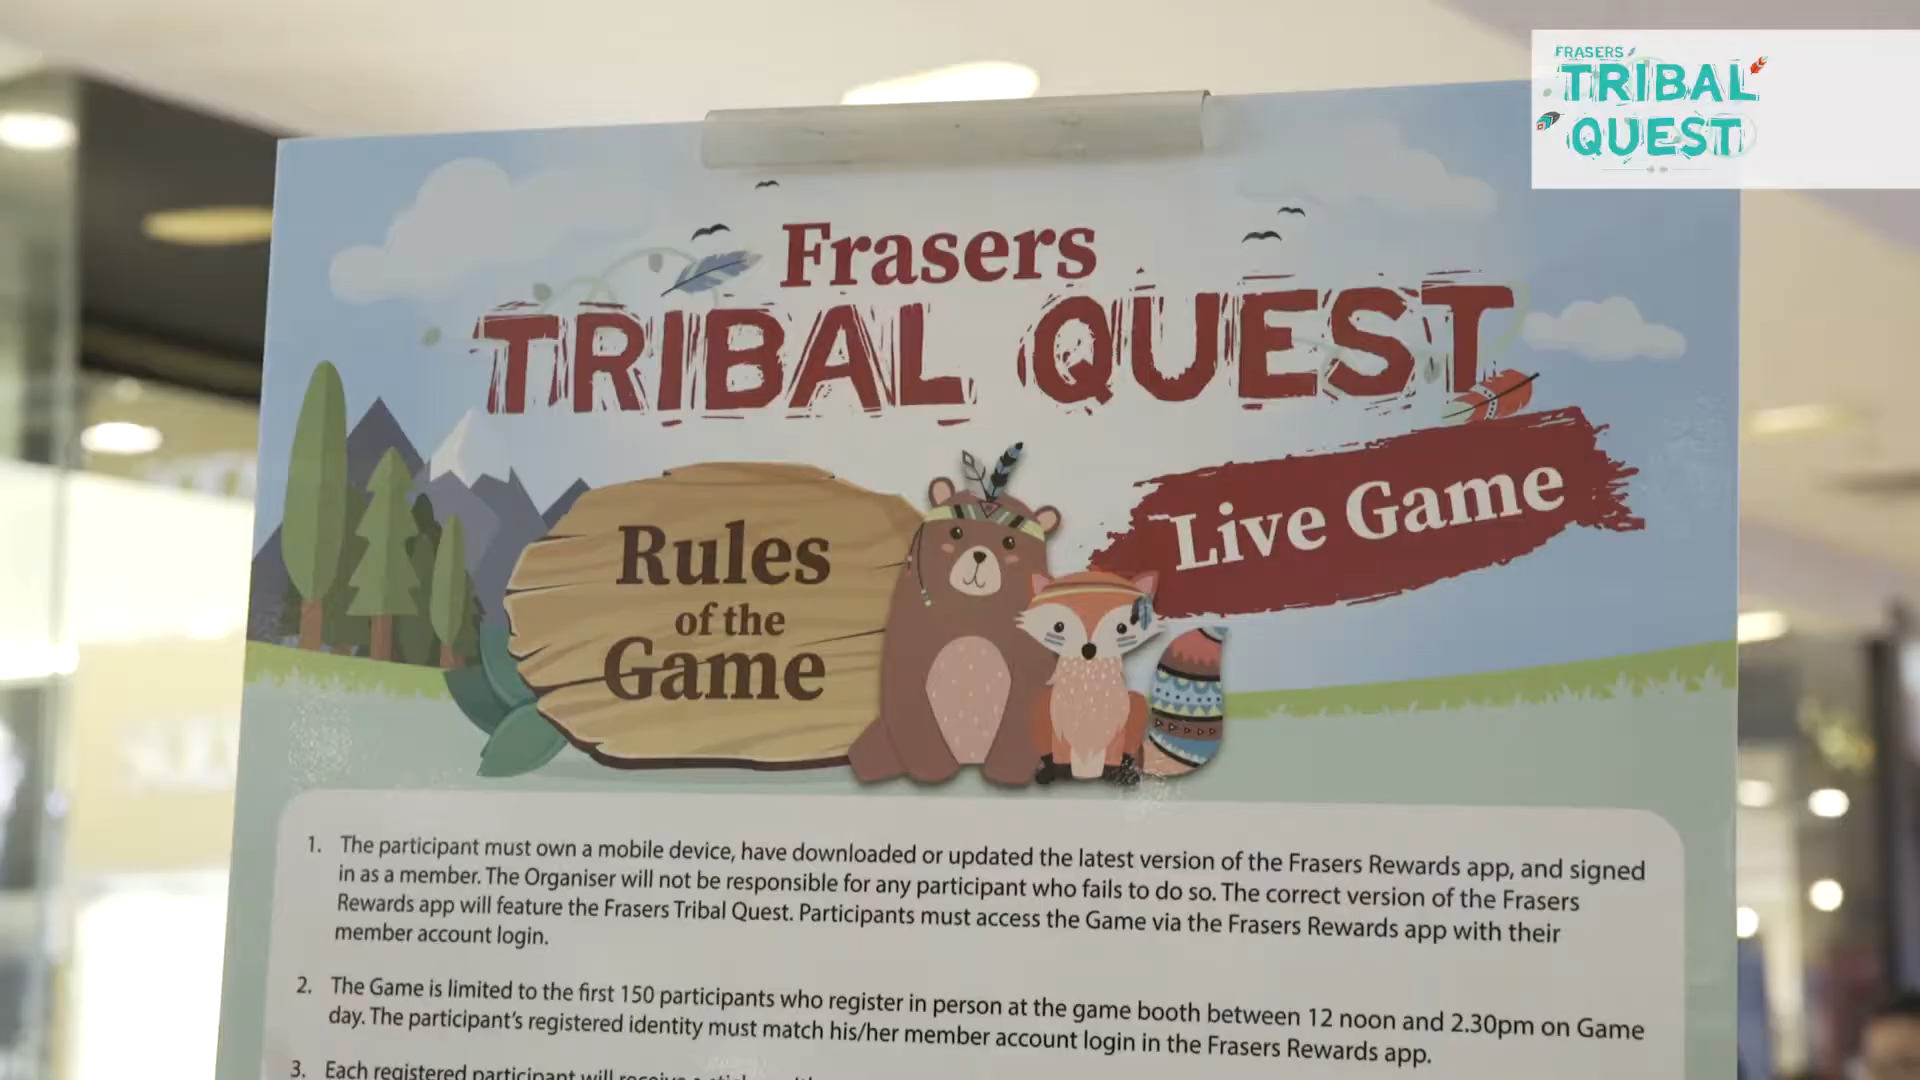 FRASERS
TRIBAL
QUEST
Frasers
TRIBAL QUEST
Live Game
Rules
of the
Game
1. The participant must own a mobile device, have downloaded or updated the latest version of the Frasers Rewards app, and signed
in as a member. The Organiser will not be responsible for any participant who fails to do so. The correct version of the Frasers
Rewards app will feature the Frasers Tribal Quest. Participants must access the Game via the Frasers Rewards app with their
member account login.
2. The Game is limited to the first 150 participants who register in person at the game booth between 12 noon and 2.30pm on Game
day. The participant's registered identity must match his/her member account login in the Frasers Rewards app.
3. Each registered participant will receive a